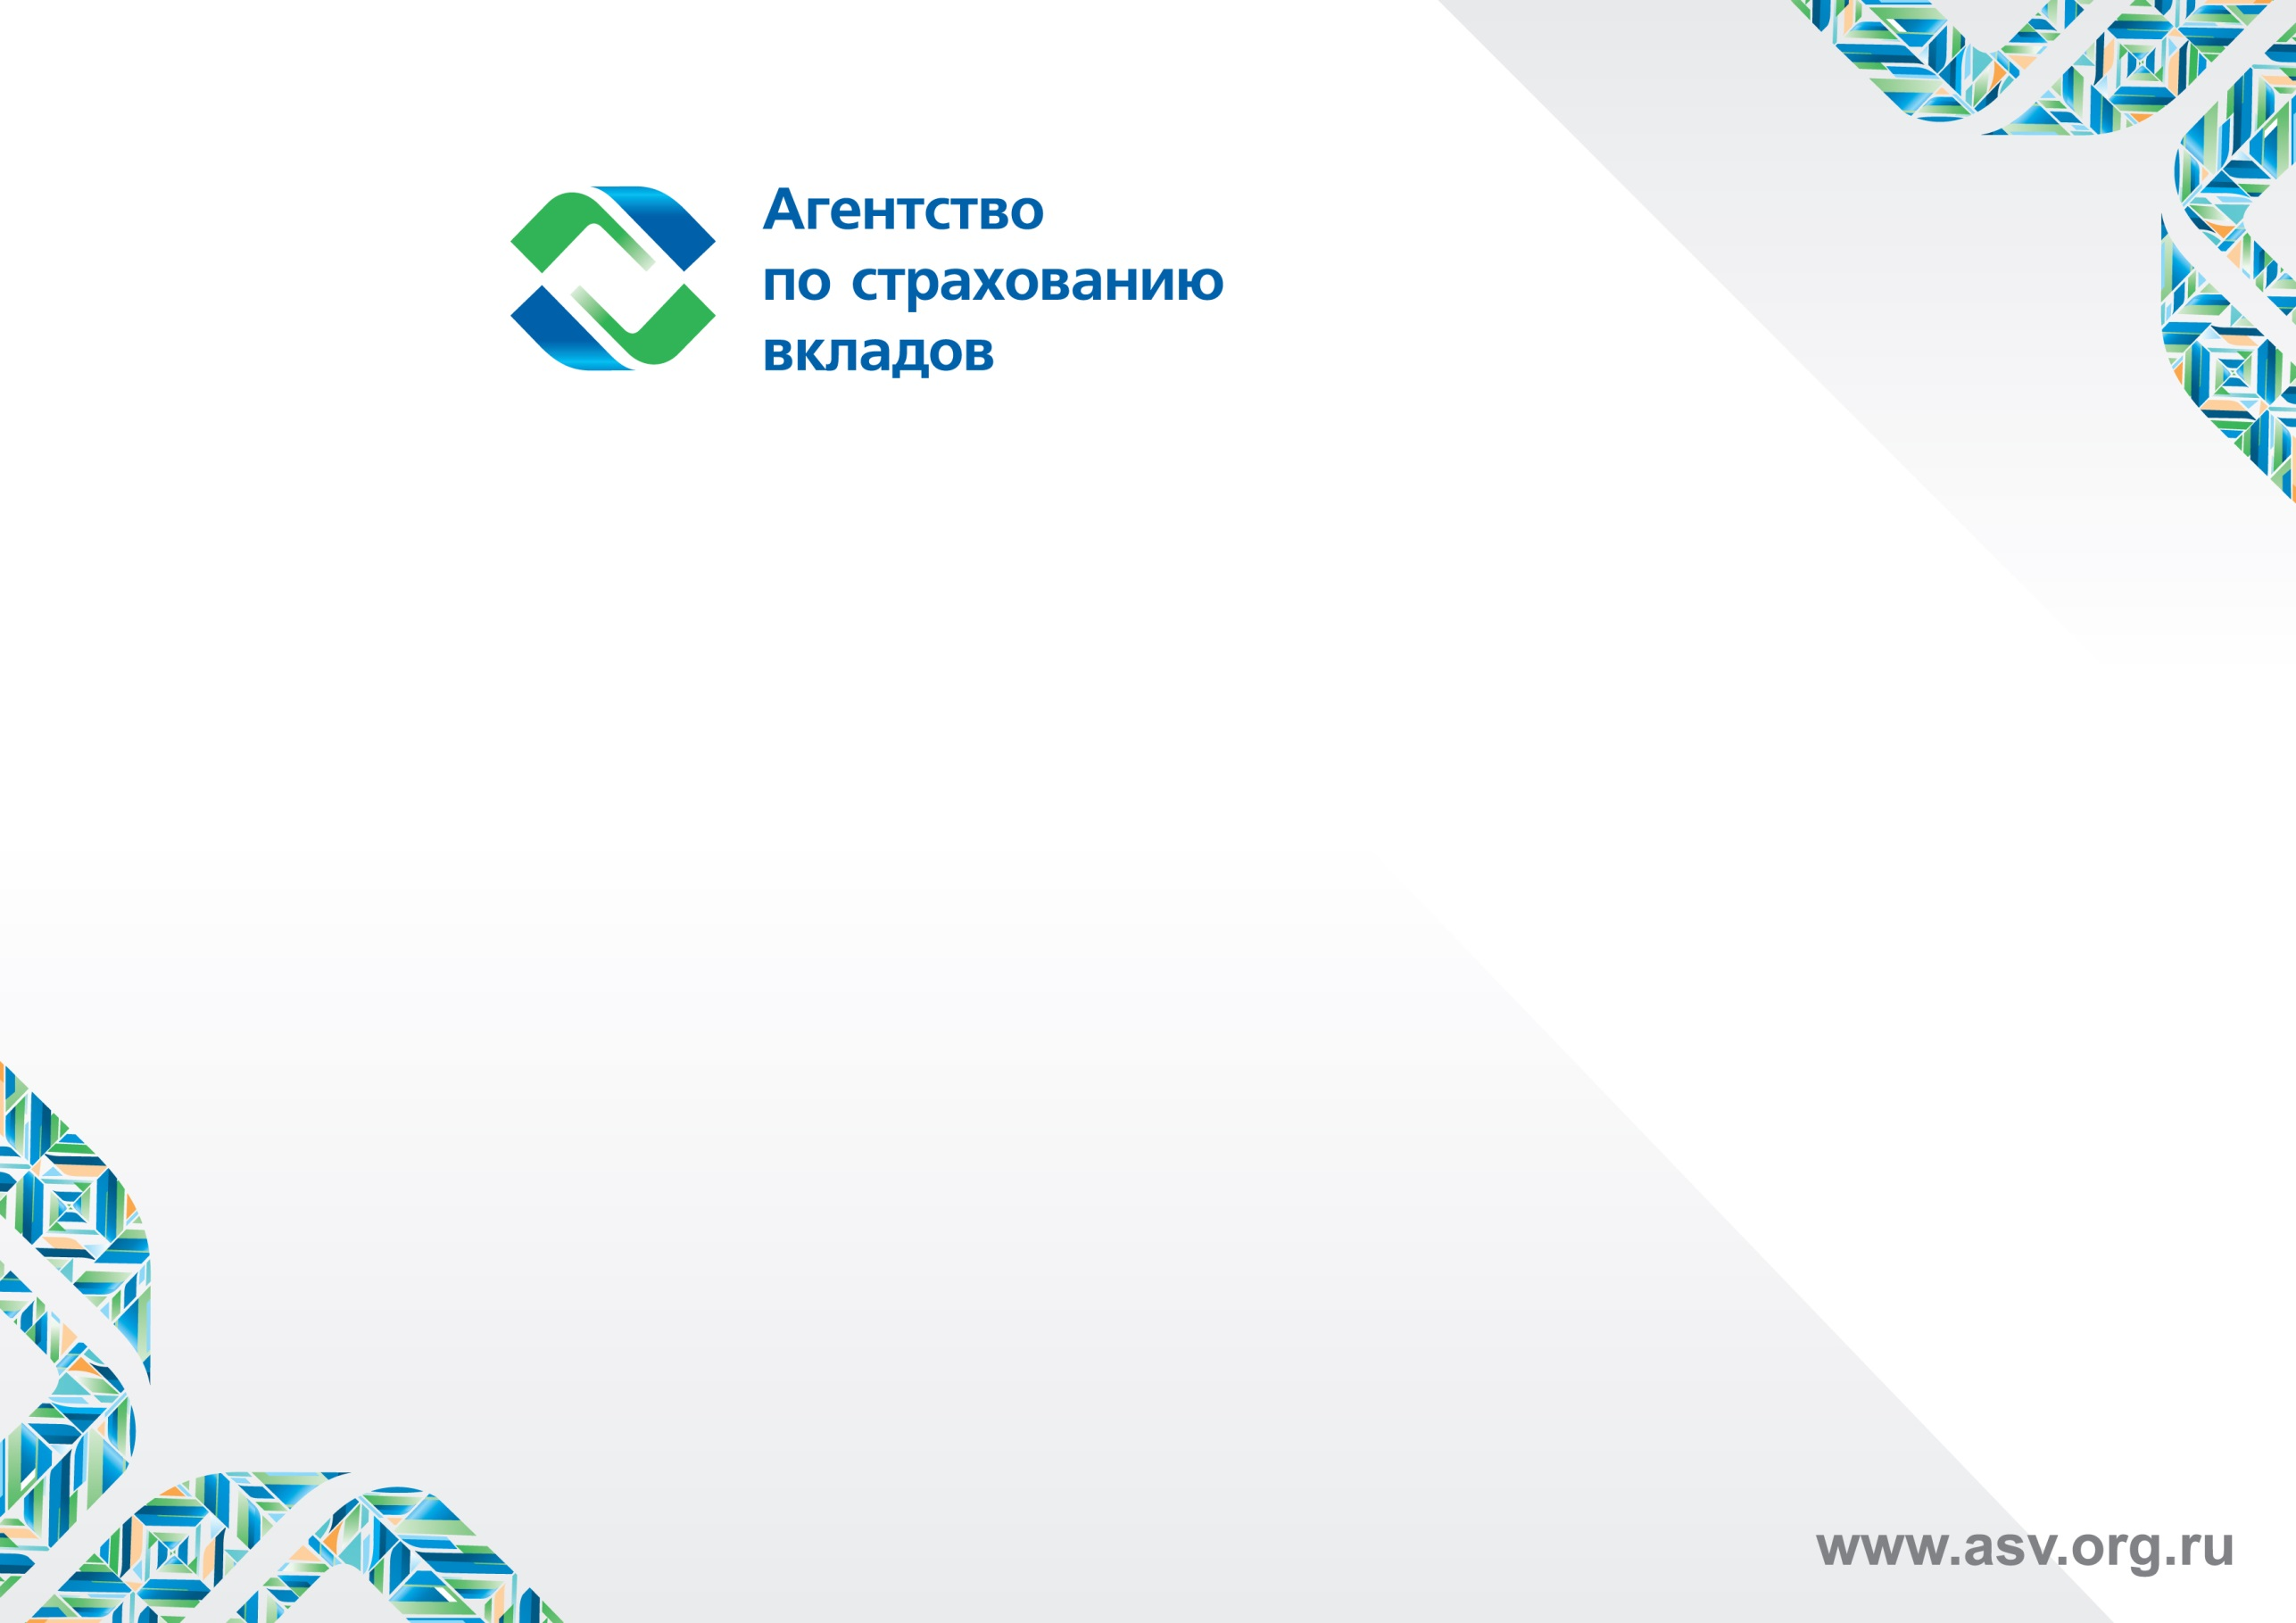 Агентство
по страхованию
вкладов
www.asv.org.ru